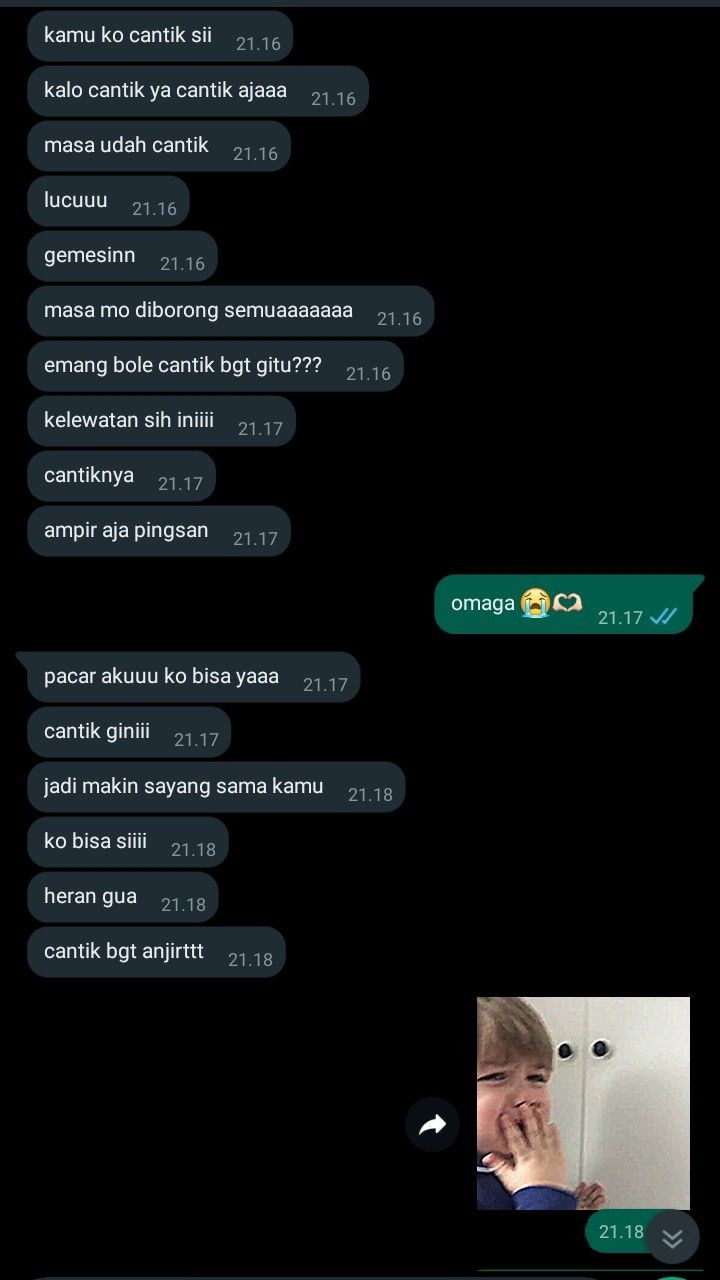 kamu ko cantik sii 21.16
kalo cantik ya cantik ajaaa 21.16
masa udah cantik 21.16
lucuuu 21.16
gemesinn 21.16
masa mo diborong semuaaaaaaa 21.16
emang bole cantik bgt gitu??? 21.16
kelewatan sih iniiii 21.17
cantiknya 21.17
ampir aja pingsan 21.17
omaga 😭🫶🏻 21.17
pacar akuuu ko bisa yaaa 21.17
cantik giniii 21.17
jadi makin sayang sama kamu 21.18
ko bisa siiii 21.18
heran gua 21.18
cantik bgt anjirttt 21.18
21.18